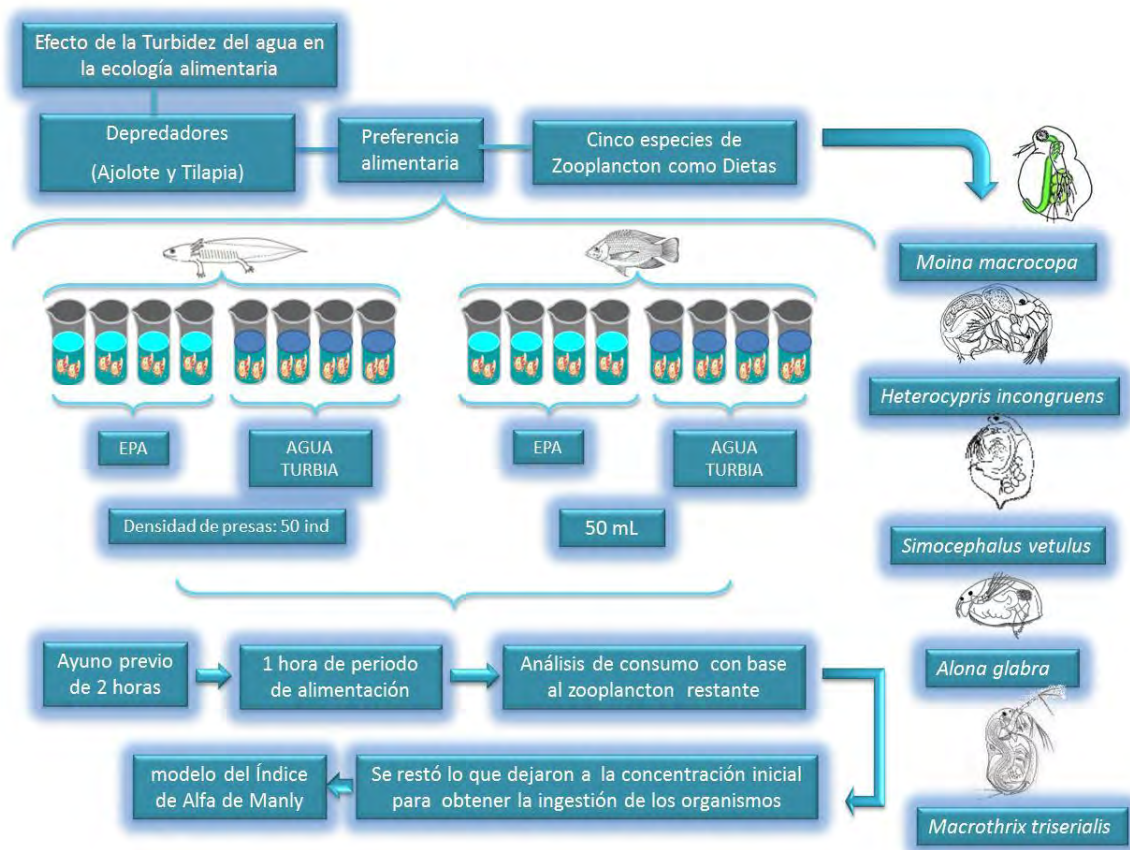 Efecto de la Turbidez del agua en
la ecología alimentaria
Depredadores
(Ajolote y Tilapia)
Preferencia
alimentaria
Cinco especies de
Zooplancton como Dietas
Moina macrocopa
Heterocypris incongruens
Simocephalus vetulus
Alona glabra
Macrothrix triserialis
EPA
AGUA
TURBIA
EPA
AGUA
TURBIA
Densidad de presas: 50 ind
50 mL
Ayuno previo
de 2 horas
1 hora de periodo
de alimentación
Análisis de consumo con base
al zooplancton restante
Se restó lo que dejaron a la concentración inicial
para obtener la ingestión de los organismos
modelo del Índice
de Alfa de Manly